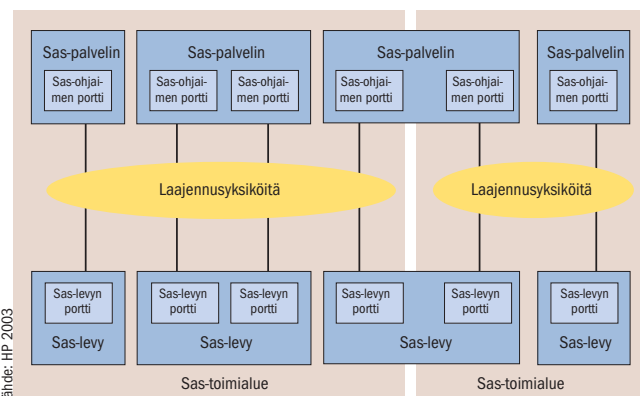 Sas-palvelin
Sas-palvelin
Sas-palvelin
Sas-palvelin
Sas-ohjai-
men portti
Sas-ohjai-
men portti
Sas-ohjai-
men portti
Sas-ohjai-
men portti
Sas-ohjai-
men portti
Sas-ohjai-
men portti
Laajennusyksiköitä
Laajennusyksiköitä
Sas-levyn
portti
Sas-levyn
portti
Sas-levyn
portti
Sas-levyn
portti
Sas-levyn
portti
Sas-levyn
portti
Sas-levy
Sas-levy
Sas-levy
Sas-levy
Sas-toimialue
Sas-toimialue
ähde: HP 2003